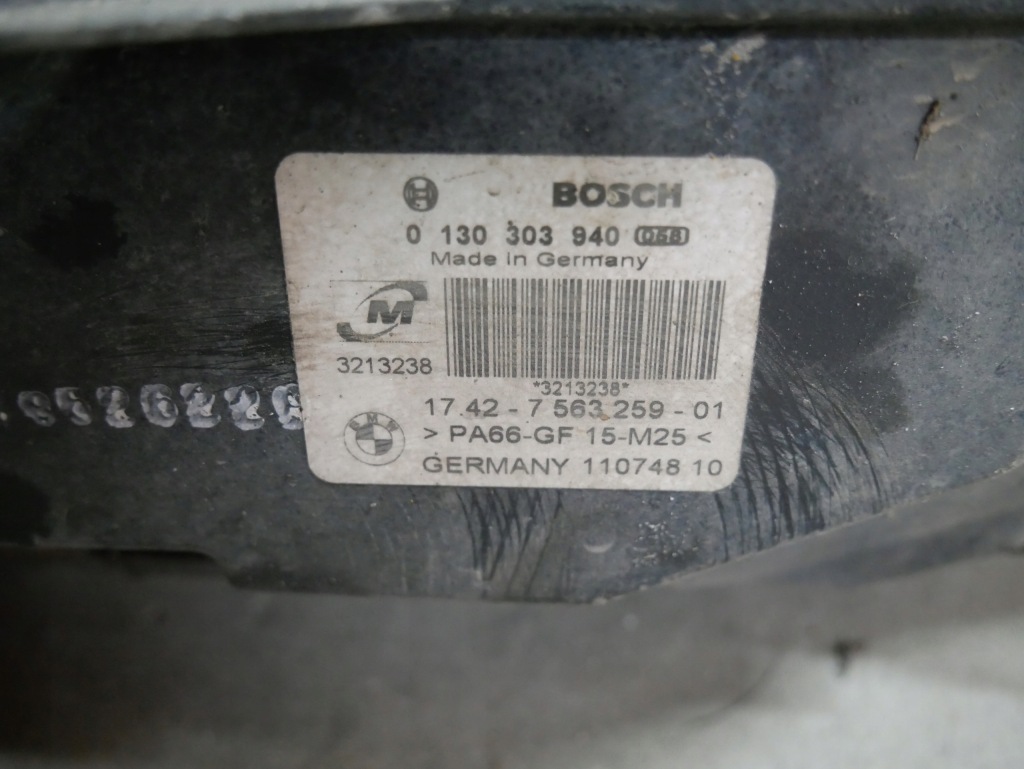 BOSCH
0 130 303 940
Made in Germany
M
3213238
*3213238*
17.42 - 7 563 259 - 01
> PA66-GF 15-M25 <
BMW
GERMANY 110748 10